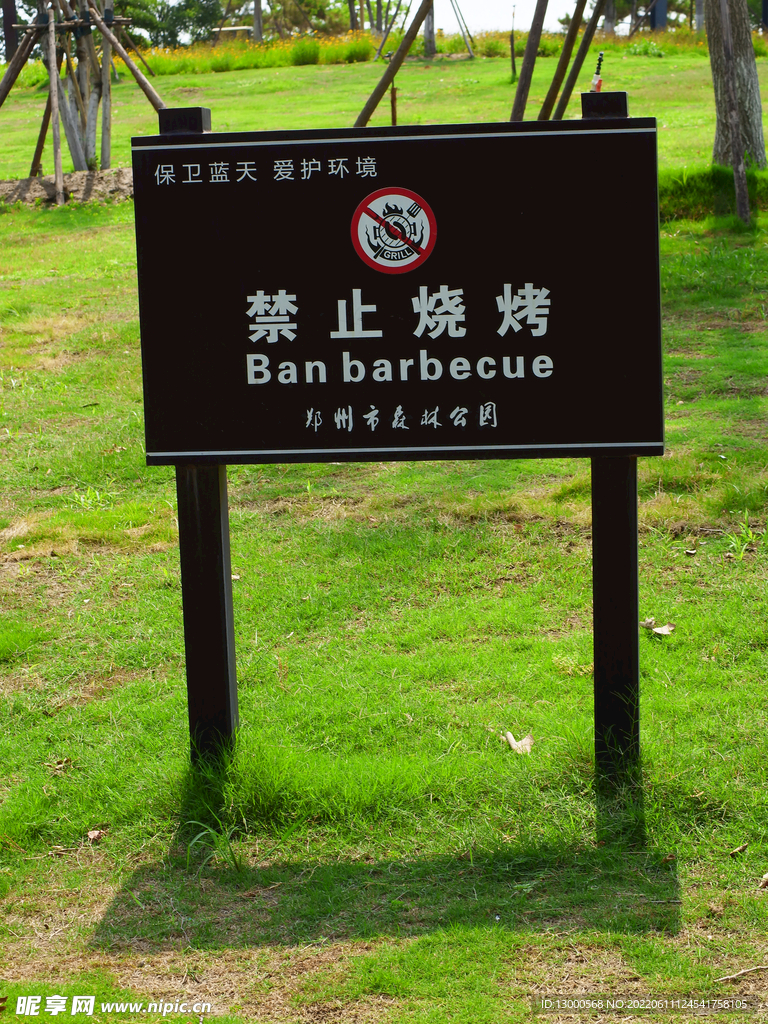 保卫蓝天 爱护环境
GRILL
禁止烧烤
Ban barbecue
郑州市森林公园
昵享网 www.nipic.cn
ID:13000568 NO:20220611124541758105